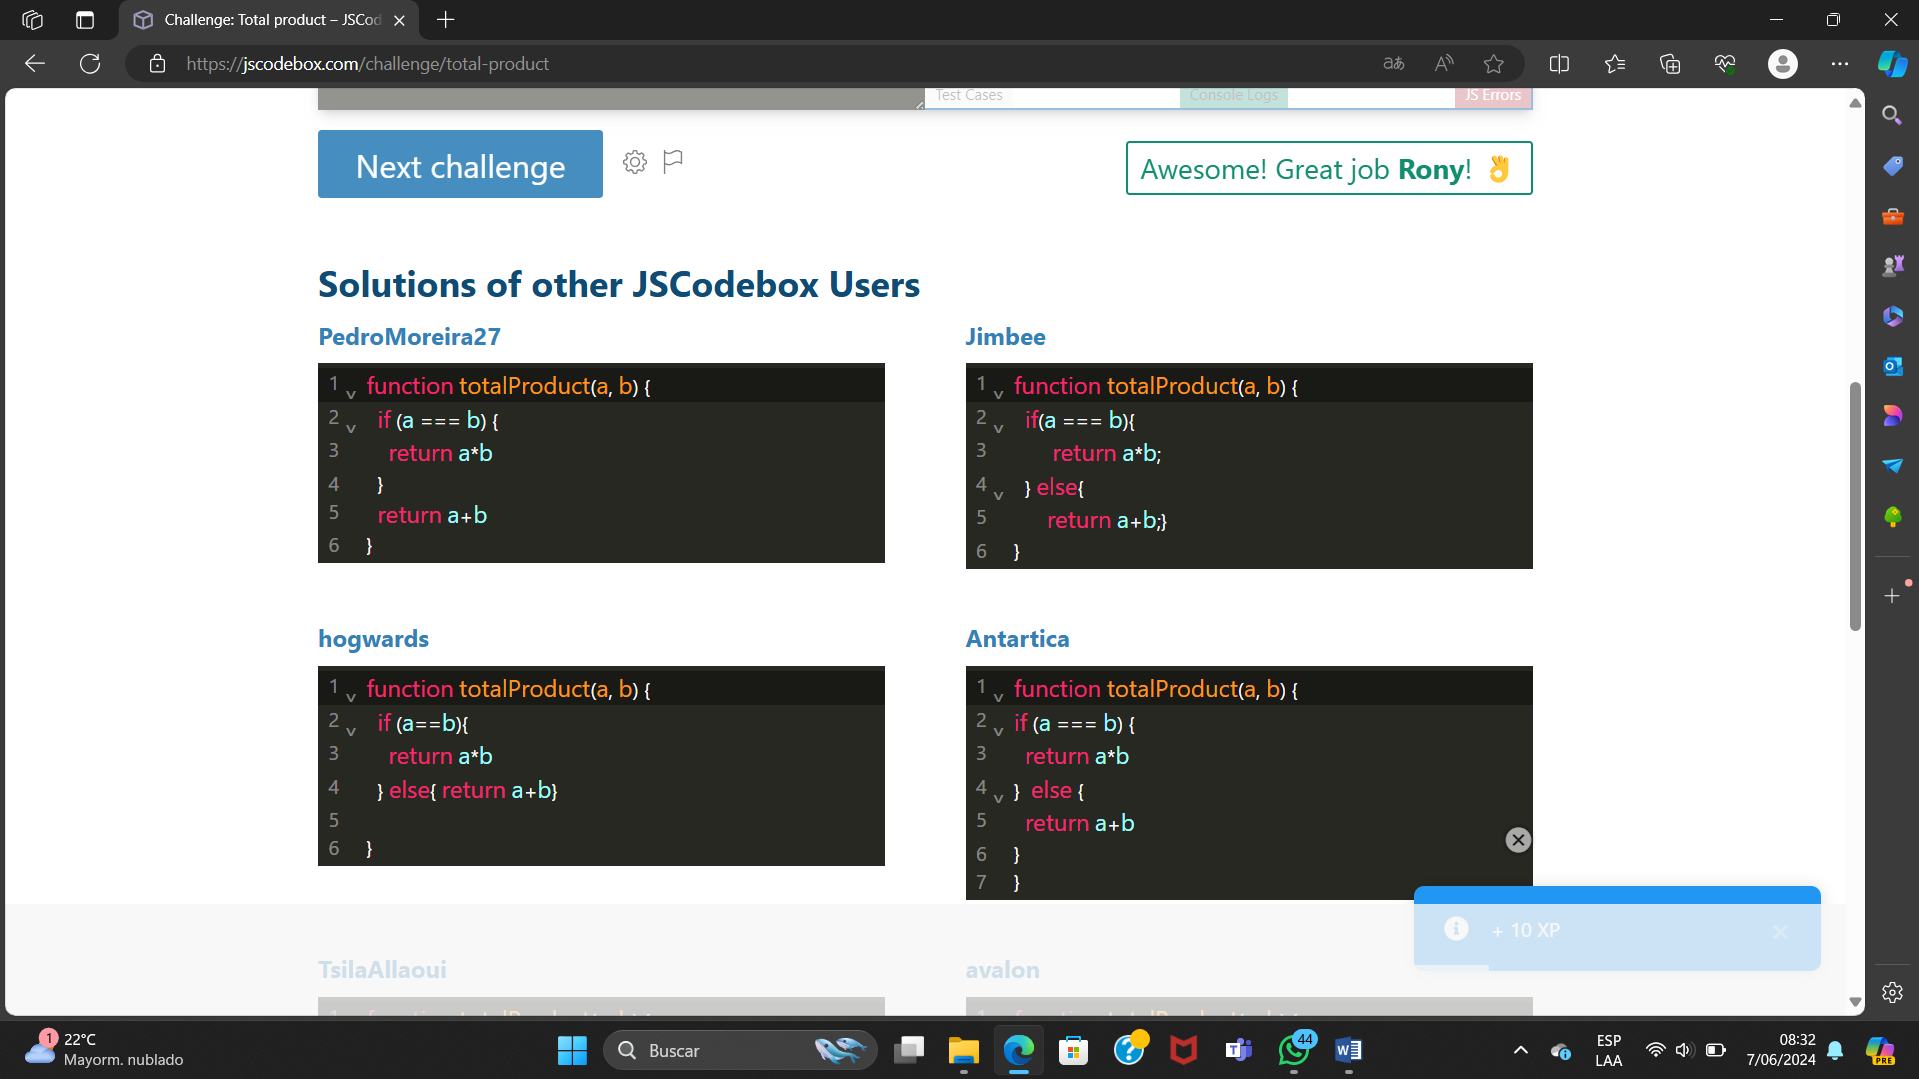 Challenge: Total product – JSCod
https://jscodebox.com/challenge/total-product
Test Cases
Console Logs
JS Errors
Next challenge
Awesome! Great job Rony! 👌
Solutions of other JSCodebox Users
PedroMoreira27
1 function totalProduct(a, b) {
2 if (a === b) {
3 return a*b
4 }
5 return a+b
6 }
Jimbee
1 function totalProduct(a, b) {
2 if(a === b){
3 return a*b;
4 } else{
5 return a+b;}
6 }
hogwards
1 function totalProduct(a, b) {
2 if (a==b){
3 return a*b
4 } else{ return a+b}
5
6 }
Antartica
1 function totalProduct(a, b) {
2 if (a === b) {
3 return a*b
4 } else {
5 return a+b
6 }
7 }
+ 10 XP
TsilaAllaoui
avalon
1
22°C
Mayorm. nublado
Buscar
44
ESP
LAA
08:32
7/06/2024
PRE